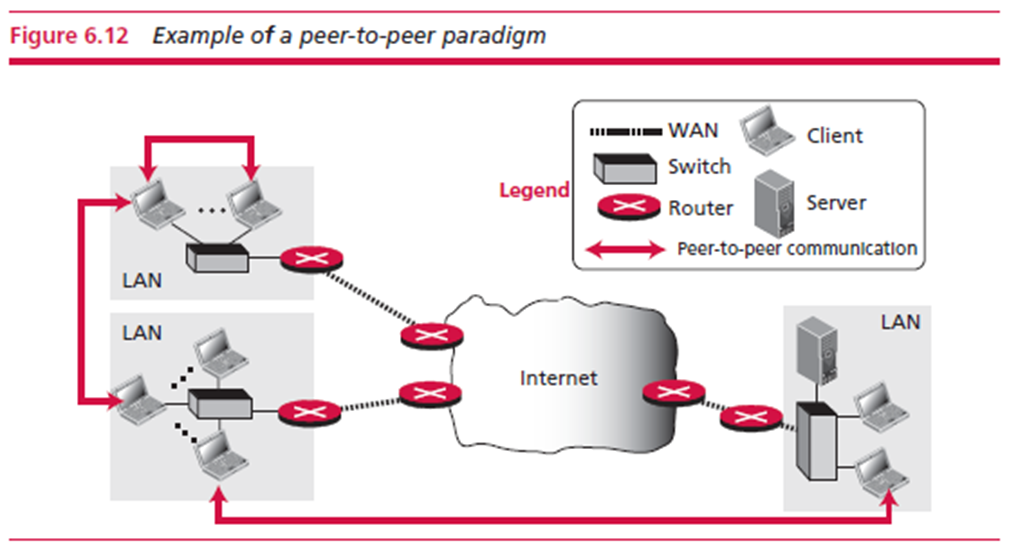 Figure 6.12 Example of a peer-to-peer paradigm
WAN
Client
Switch
Legend
Router
Server
Peer-to-peer communication
LAN
LAN
Internet
LAN